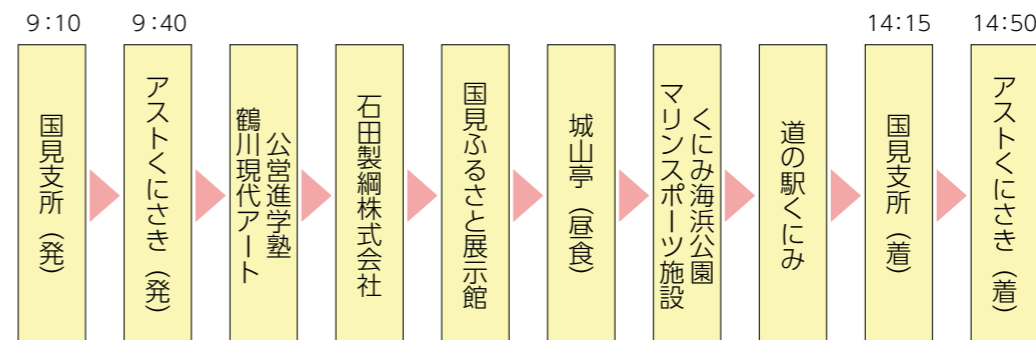 9:10
国見支所（発）
9:40
アストくにさき（発）
公営進学塾
鶴川現代アート
石田製綱株式会社
国見ふるさと展示館
城山亭（昼食）
くにみ海浜公園
マリンスポーツ施設
道の駅くにみ
14:15
国見支所（着）
14:50
アストくにさき（着）